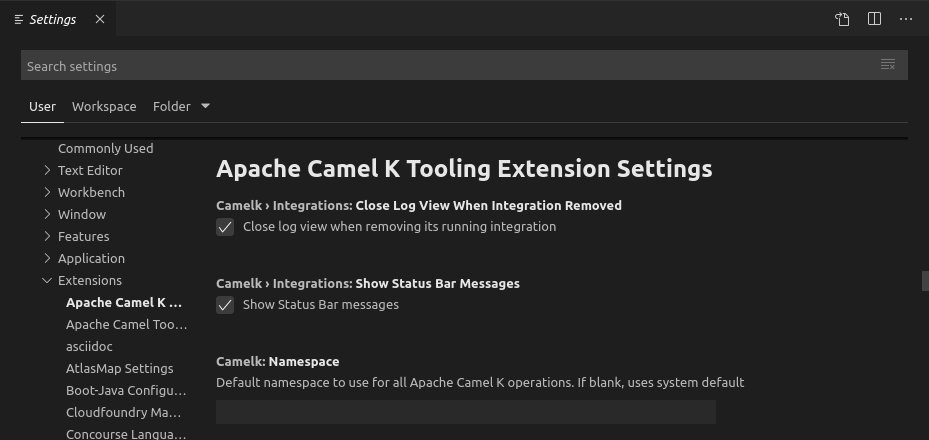 Settings
Search settings
User Workspace Folder
Commonly Used
Text Editor
Workbench
Window
Features
Application
Extensions
Apache Camel K ...
Apache Camel Too...
asciidoc
AtlasMap Settings
Boot-Java Configu...
Cloudfoundry Ma...
Concourse Langua...
Apache Camel K Tooling Extension Settings
Camelk › Integrations: Close Log View When Integration Removed
Close log view when removing its running integration
Camelk › Integrations: Show Status Bar Messages
Show Status Bar messages
Camelk: Namespace
Default namespace to use for all Apache Camel K operations. If blank, uses system default